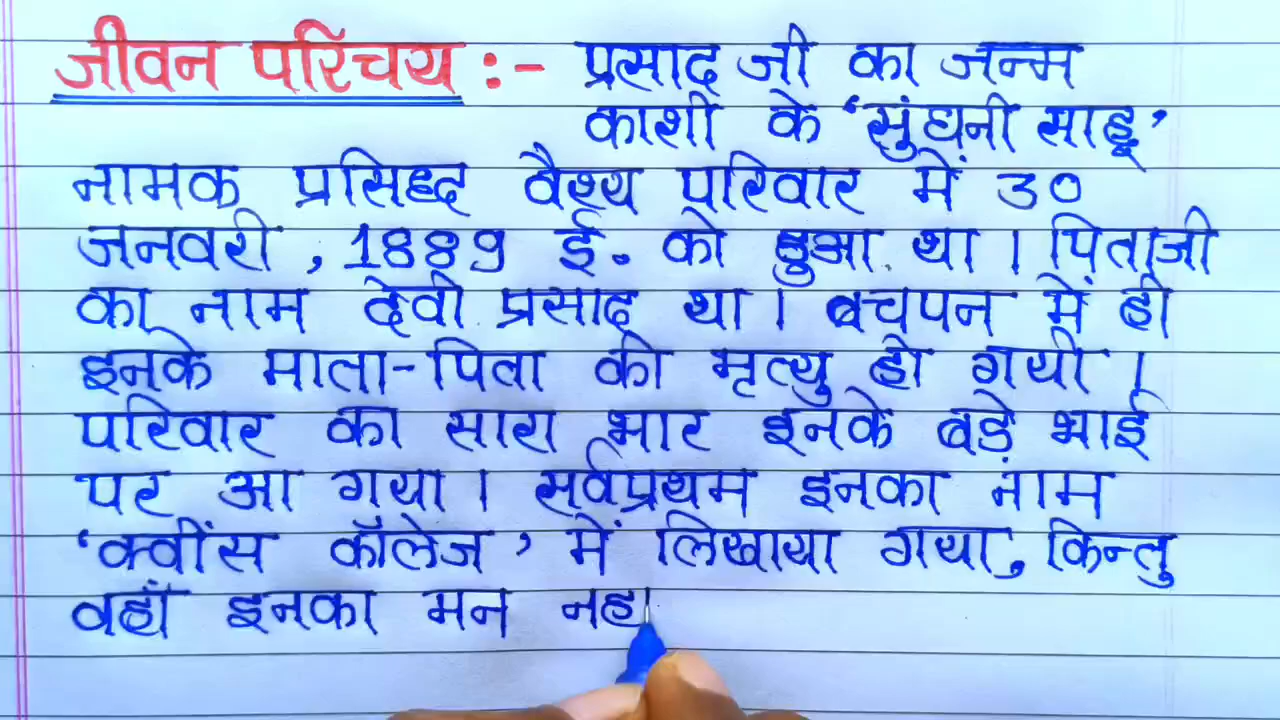 जीवन परिचय :- प्रसाद जी का जन्म
काशी के 'सुंघनी साहू'
नामक प्रसिद्ध वैश्य परिवार में 30
जनवरी, 1889 ई. को हुआ था। पिताजी
का नाम देवी प्रसाद था। बचपन में ही
इनके माता-पिता की मृत्यु हो गयी।
परिवार का सारा भार इनके बड़े भाई
पर आ गया। सर्वप्रथम इनका नाम
'क्वींस कॉलेज' में लिखाया गया, किन्तु
वहाँ इनका मन नहा